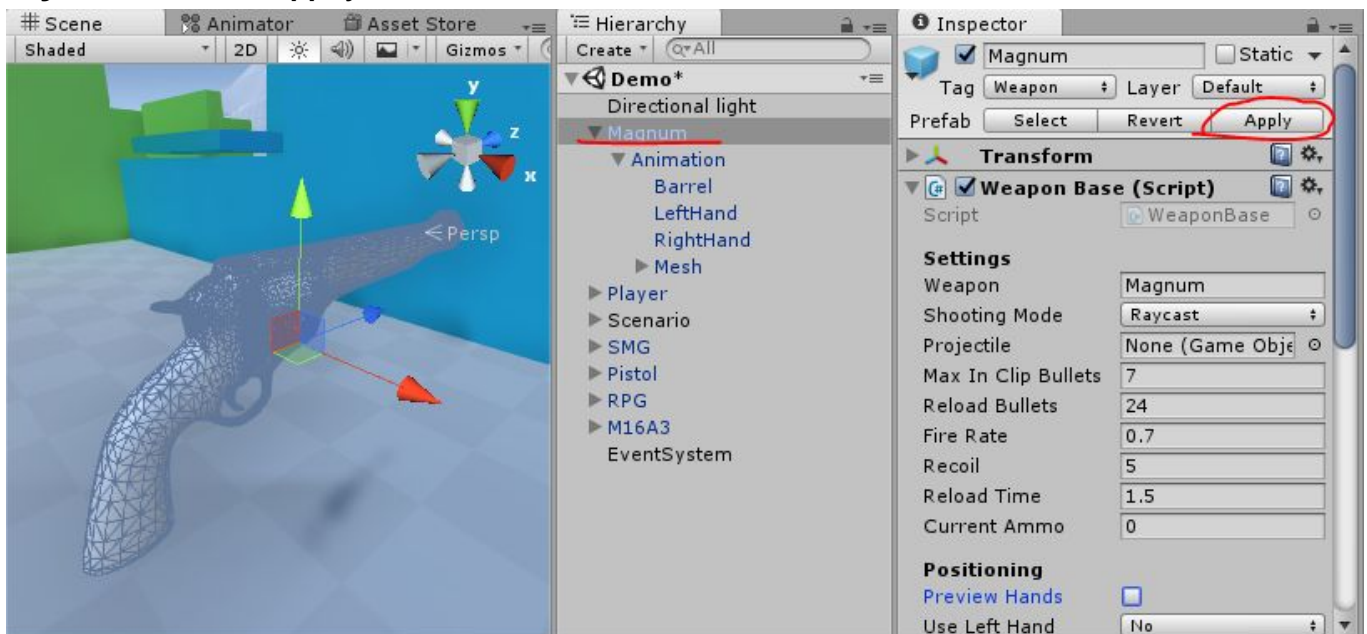 Scene Animator Asset Store
Shaded 2D Gizmos
y
z
x
Persp
Hierarchy
Create All
Demo*
Directional light
Magnum
Animation
Barrel
LeftHand
RightHand
Mesh
Player
Scenario
SMG
Pistol
RPG
M16A3
EventSystem
Inspector
Magnum Static
Tag Weapon Layer Default
Prefab Select Revert Apply
Transform
Weapon Base (Script)
Script WeaponBase
Settings
Weapon Magnum
Shooting Mode Raycast
Projectile None (Game Obje
Max In Clip Bullets 7
Reload Bullets 24
Fire Rate 0.7
Recoil 5
Reload Time 1.5
Current Ammo 0
Positioning
Preview Hands
Use Left Hand No